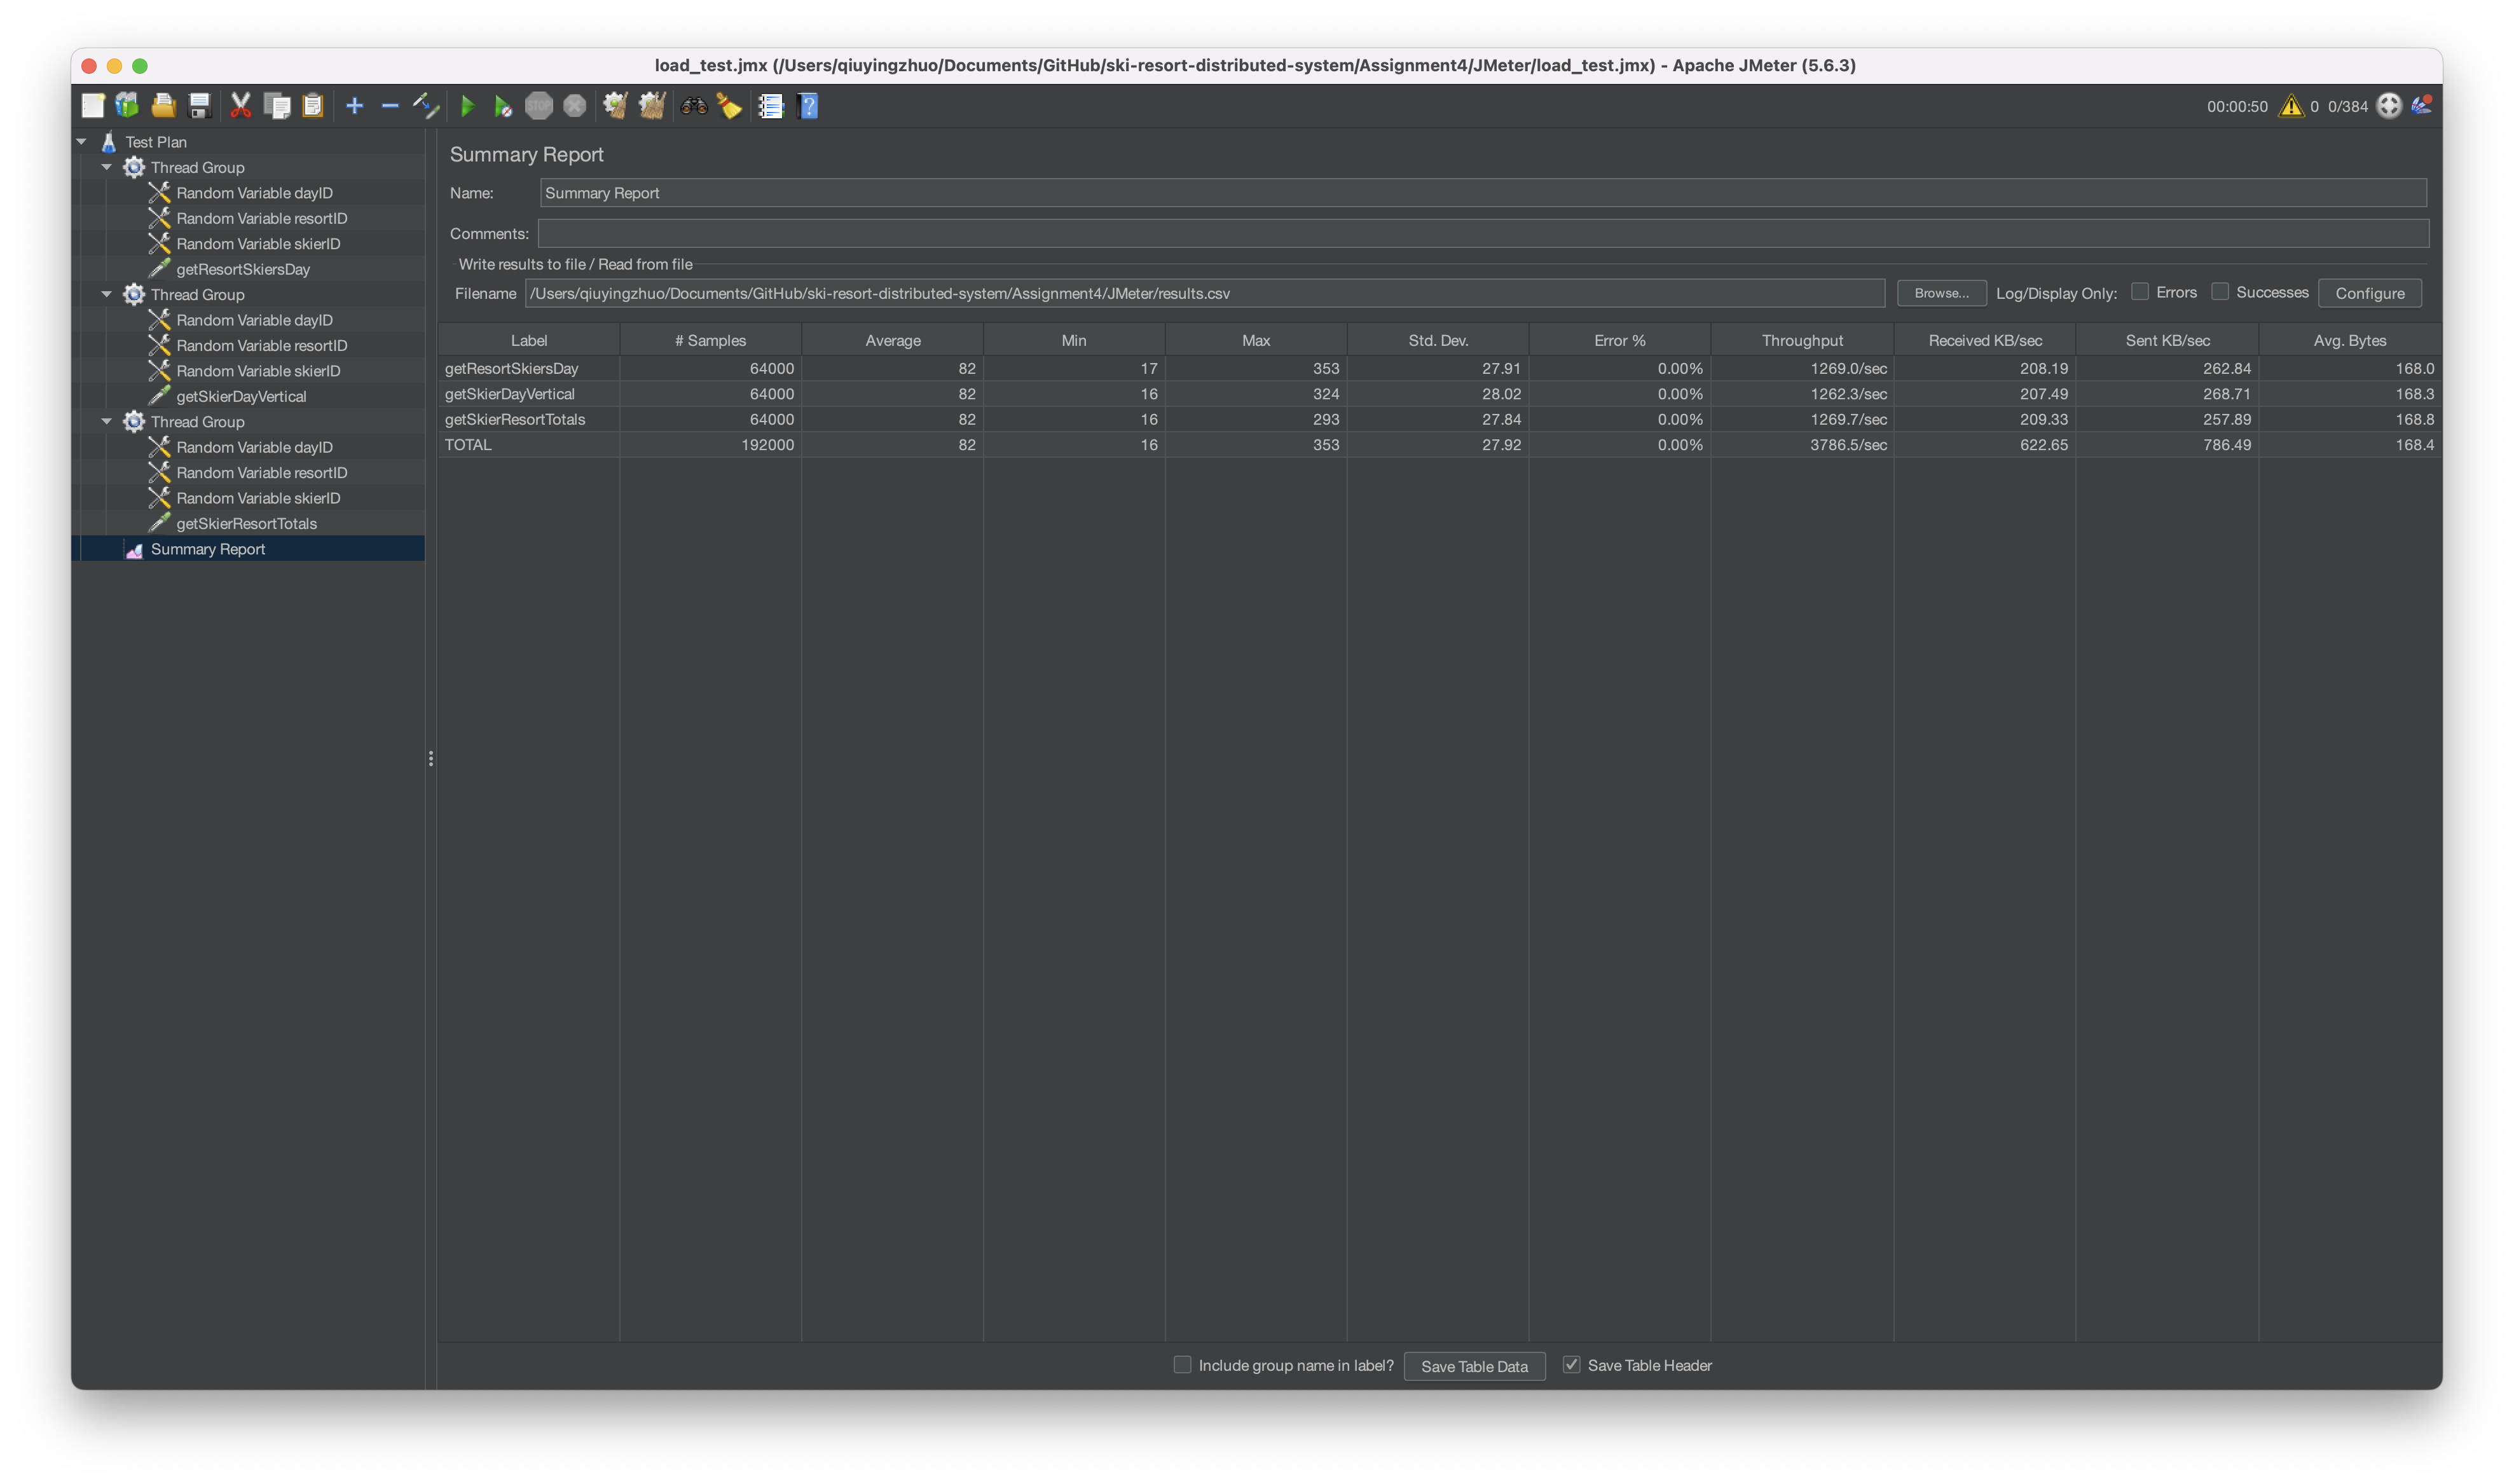 load_test.jmx (/Users/qiuyingzhuo/Documents/GitHub/ski-resort-distributed-system/Assignment4/JMeter/load_test.jmx) - Apache JMeter (5.6.3)
STOP
00:00:50 0 0/384
Test Plan
Thread Group
Random Variable dayID
Random Variable resortID
Random Variable skierID
getResortSkiersDay
Thread Group
Random Variable dayID
Random Variable resortID
Random Variable skierID
getSkierDayVertical
Thread Group
Random Variable dayID
Random Variable resortID
Random Variable skierID
getSkierResortTotals
Summary Report
Summary Report
Name: Summary Report
Comments:
Write results to file / Read from file
Filename /Users/qiuyingzhuo/Documents/GitHub/ski-resort-distributed-system/Assignment4/JMeter/results.csv Browse... Log/Display Only: Errors Successes Configure
Label # Samples Average Min Max Std. Dev. Error % Throughput Received KB/sec Sent KB/sec Avg. Bytes
getResortSkiersDay 64000 82 17 353 27.91 0.00% 1269.0/sec 208.19 262.84 168.0
getSkierDayVertical 64000 82 16 324 28.02 0.00% 1262.3/sec 207.49 268.71 168.3
getSkierResortTotals 64000 82 16 293 27.84 0.00% 1269.7/sec 209.33 257.89 168.8
TOTAL 192000 82 16 353 27.92 0.00% 3786.5/sec 622.65 786.49 168.4
Include group name in label? Save Table Data Save Table Header